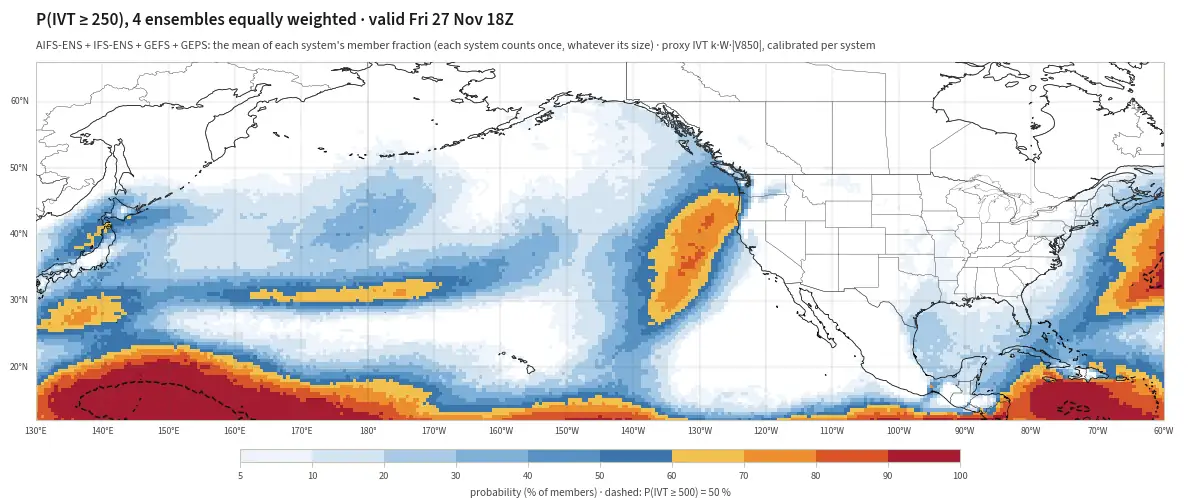 P(IVT ≥ 250), 4 ensembles equally weighted · valid Fri 27 Nov 18Z
AIFS-ENS + IFS-ENS + GEFS + GEPS: the mean of each system's member fraction (each system counts once, whatever its size) · proxy IVT k·W·|V850|, calibrated per system
60°N
50°N
40°N
30°N
20°N
130°E 140°E 150°E 160°E 170°E 180° 170°W 160°W 150°W 140°W 130°W 120°W 110°W 100°W 90°W 80°W 70°W 60°W
5 10 20 30 40 50 60 70 80 90 100
probability (% of members) · dashed: P(IVT ≥ 500) = 50 %